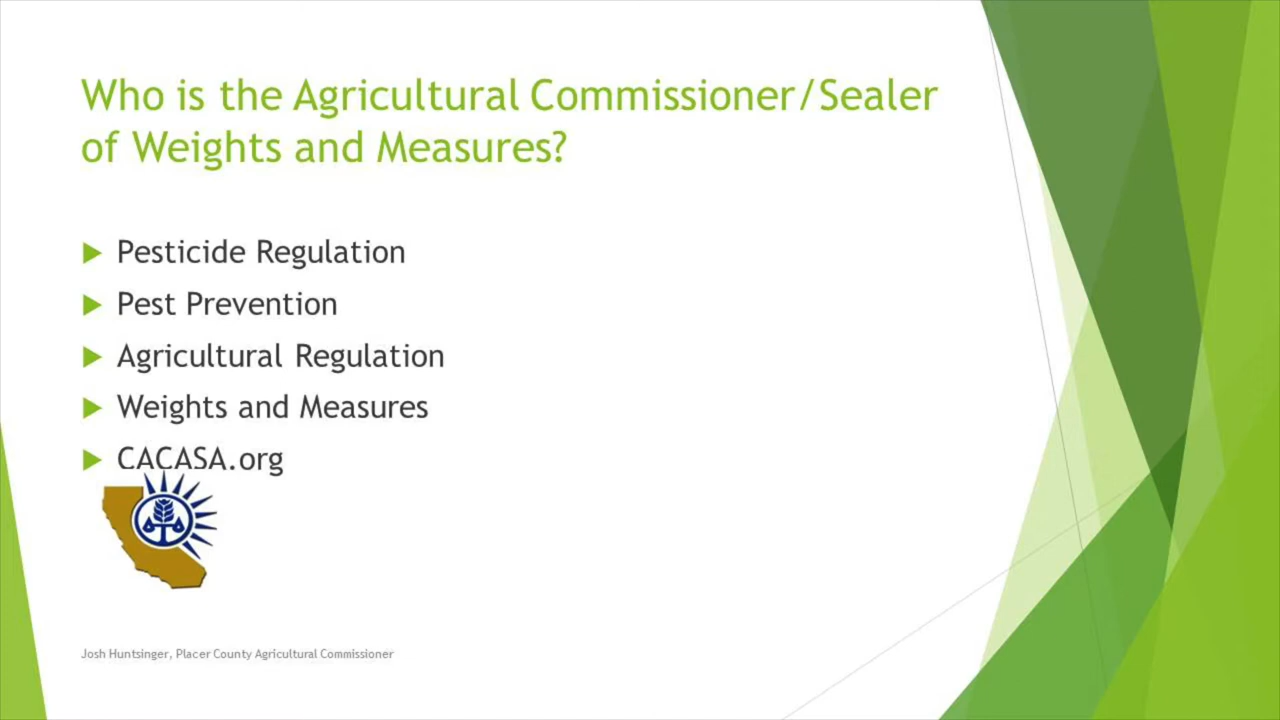 Who is the Agricultural Commissioner/Sealer
of Weights and Measures?
Pesticide Regulation
Pest Prevention
Agricultural Regulation
Weights and Measures
CACASA.org
Josh Huntsinger, Placer County Agricultural Commissioner